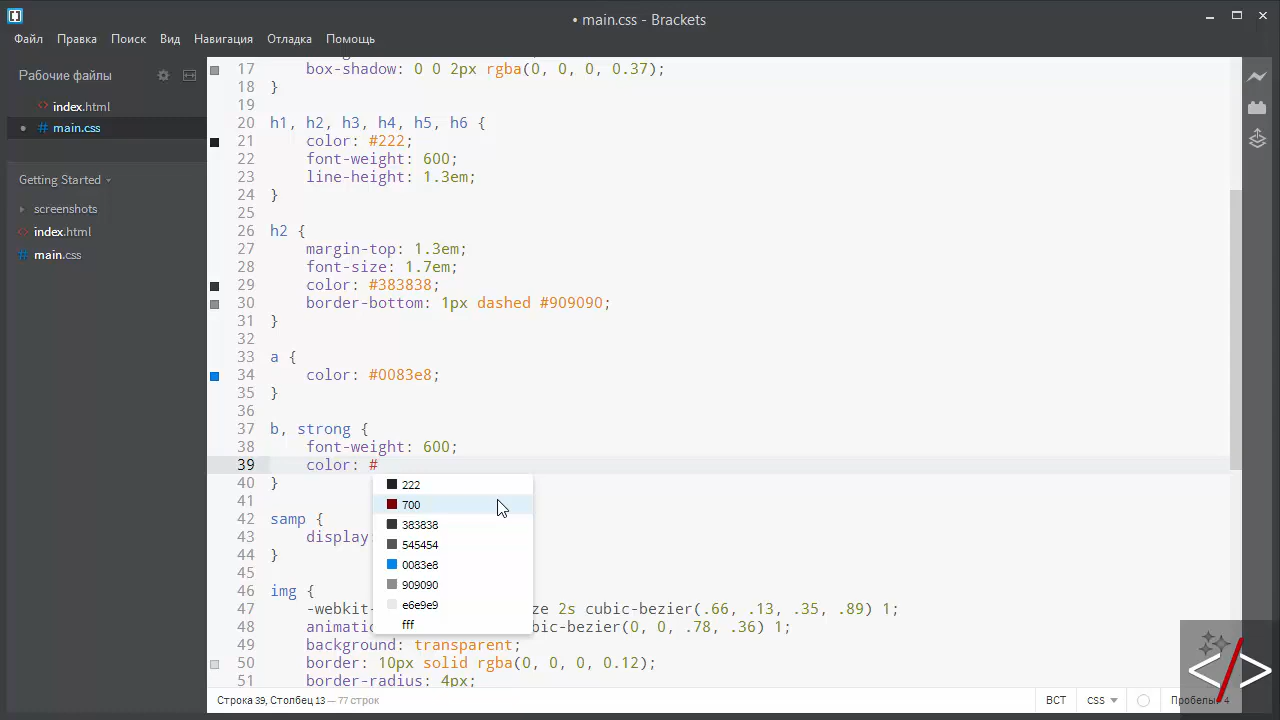 • main.css - Brackets
Файл Правка Поиск Вид Навигация Отладка Помощь
Рабочие файлы
index.html
• main.css
Getting Started
screenshots
index.html
main.css
17 box-shadow: 0 0 2px rgba(0, 0, 0, 0.37);
18 }
19
20 h1, h2, h3, h4, h5, h6 {
21 color: #222;
22 font-weight: 600;
23 line-height: 1.3em;
24 }
25
26 h2 {
27 margin-top: 1.3em;
28 font-size: 1.7em;
29 color: #383838;
30 border-bottom: 1px dashed #909090;
31 }
32
33 a {
34 color: #0083e8;
35 }
36
37 b, strong {
38 font-weight: 600;
39 color: #
40 }
41
42 samp {
43 display:
44 }
45
46 img {
47 -webkit- ze 2s cubic-bezier(.66, .13, .35, .89) 1;
48 animatic bic-bezier(0, 0, .78, .36) 1;
49 background: transparent;
50 border: 10px solid rgba(0, 0, 0, 0.12);
51 border-radius: 4px;
222
700
383838
545454
0083e8
909090
e6e9e9
fff
Строка 39, Столбец 13 — 77 строк
ВСТ CSS Пробелы: 4